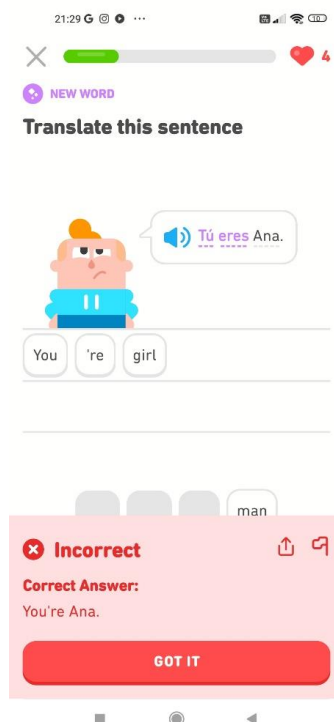 21:29 G
4
NEW WORD
Translate this sentence
Tú eres Ana.
You 're girl
man
Incorrect
Correct Answer:
You're Ana.
GOT IT